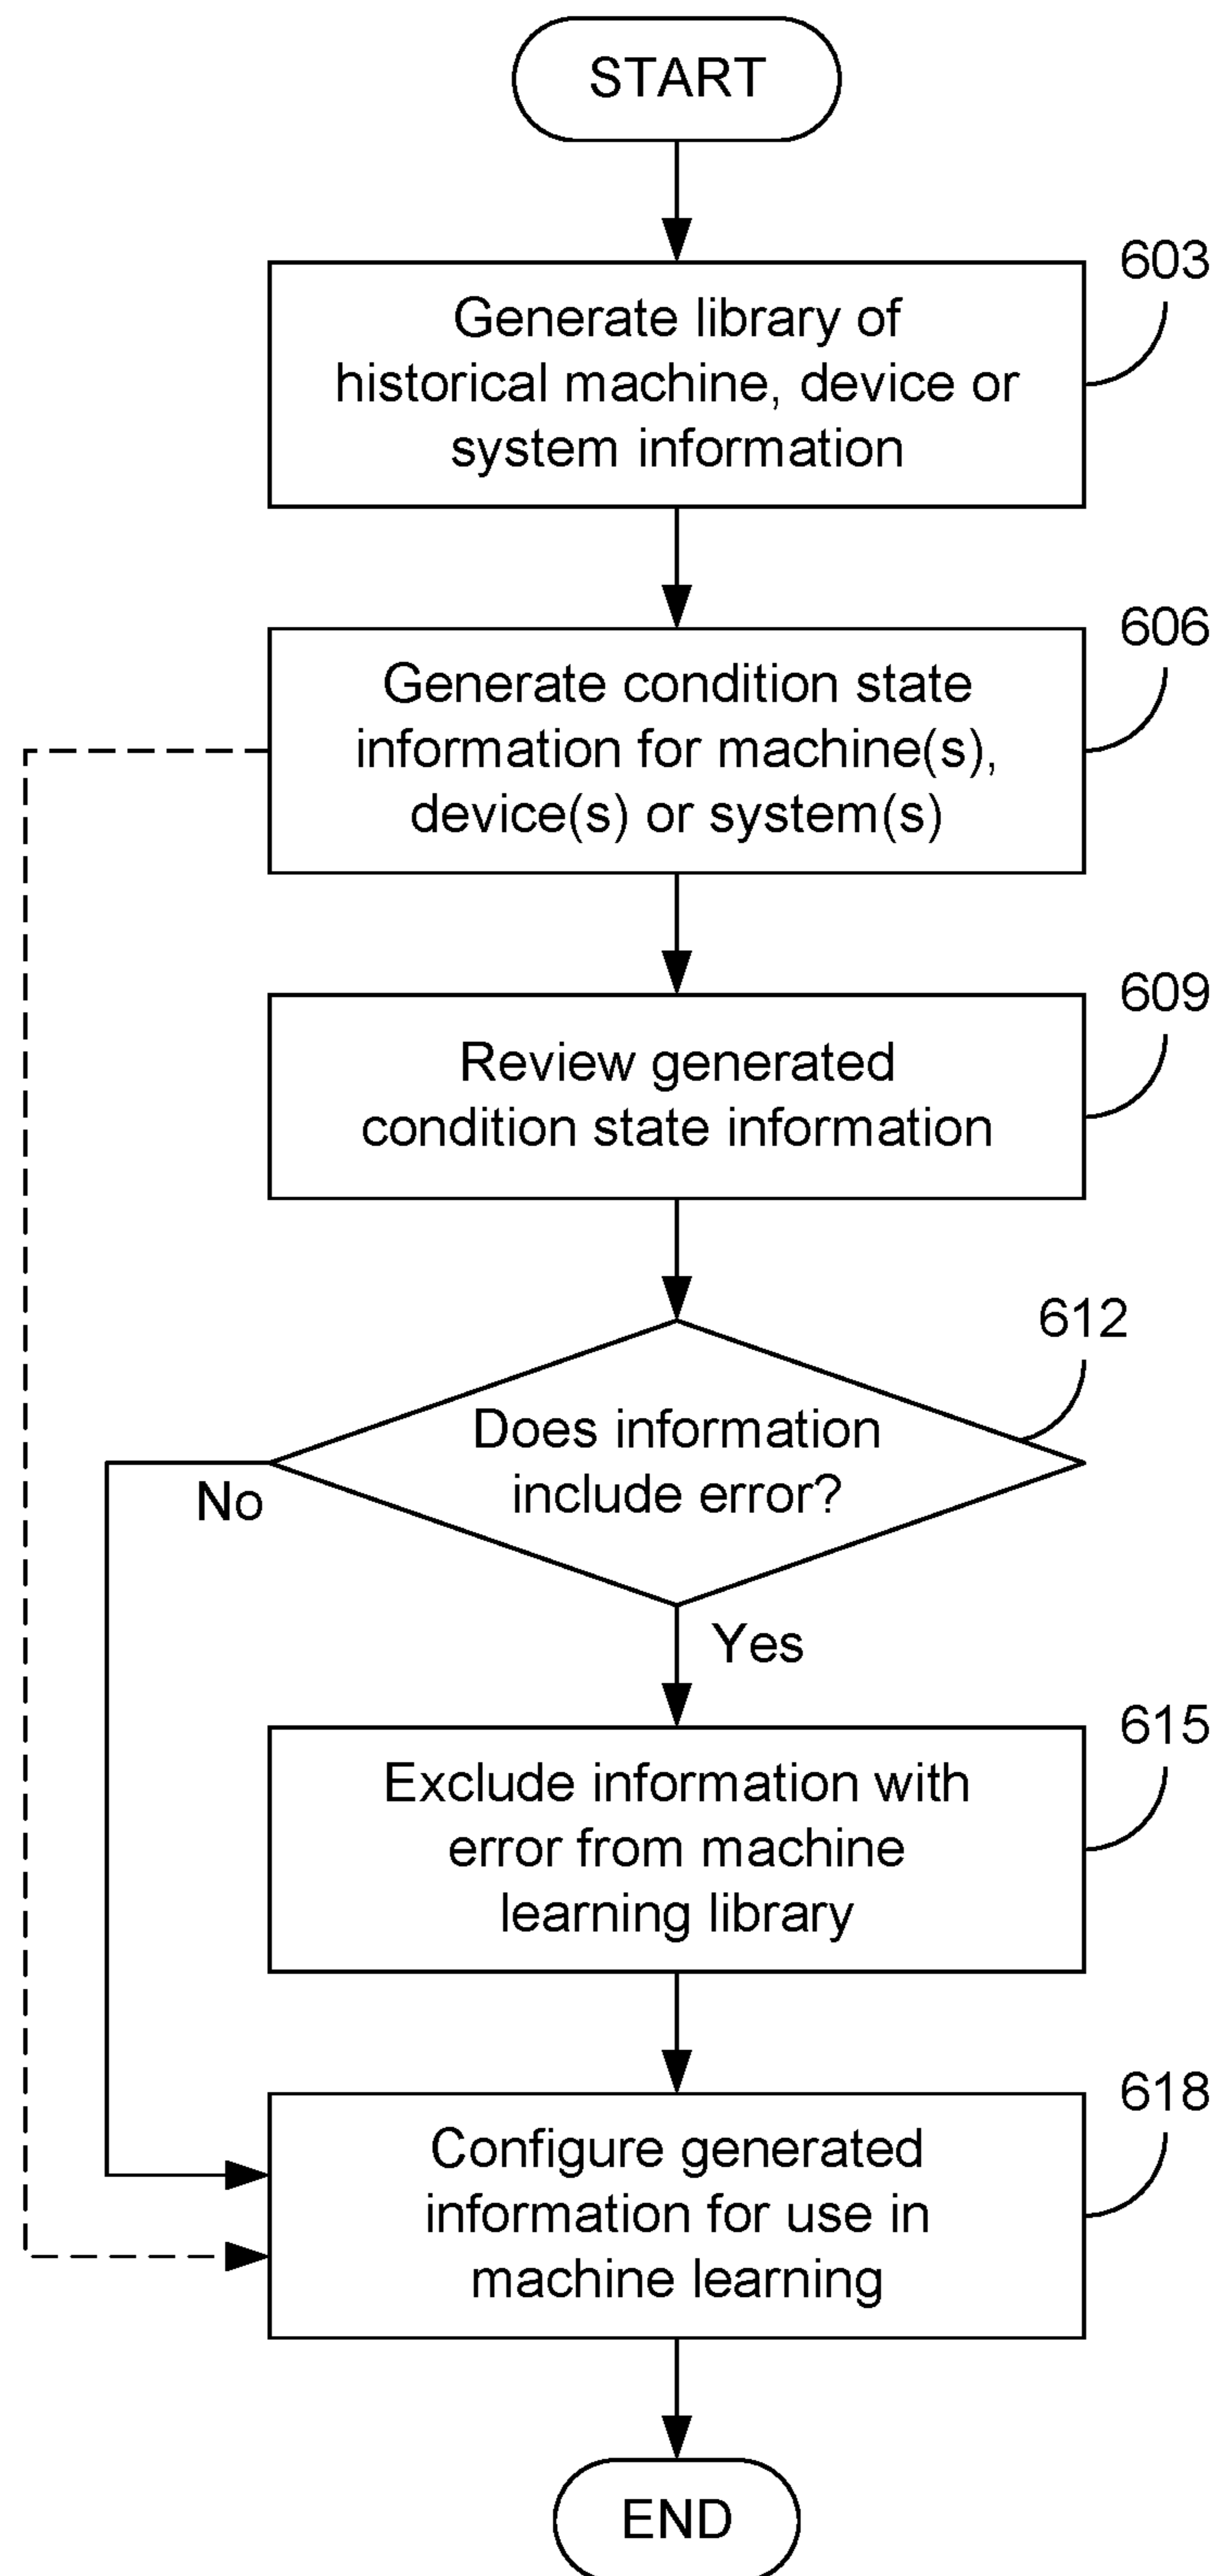 START
603
Generate library of
historical machine, device or
system information
606
Generate condition state
information for machine(s),
device(s) or system(s)
609
Review generated
condition state information
612
Does information
include error?
No
Yes
615
Exclude information with
error from machine
learning library
618
Configure generated
information for use in
machine learning
END